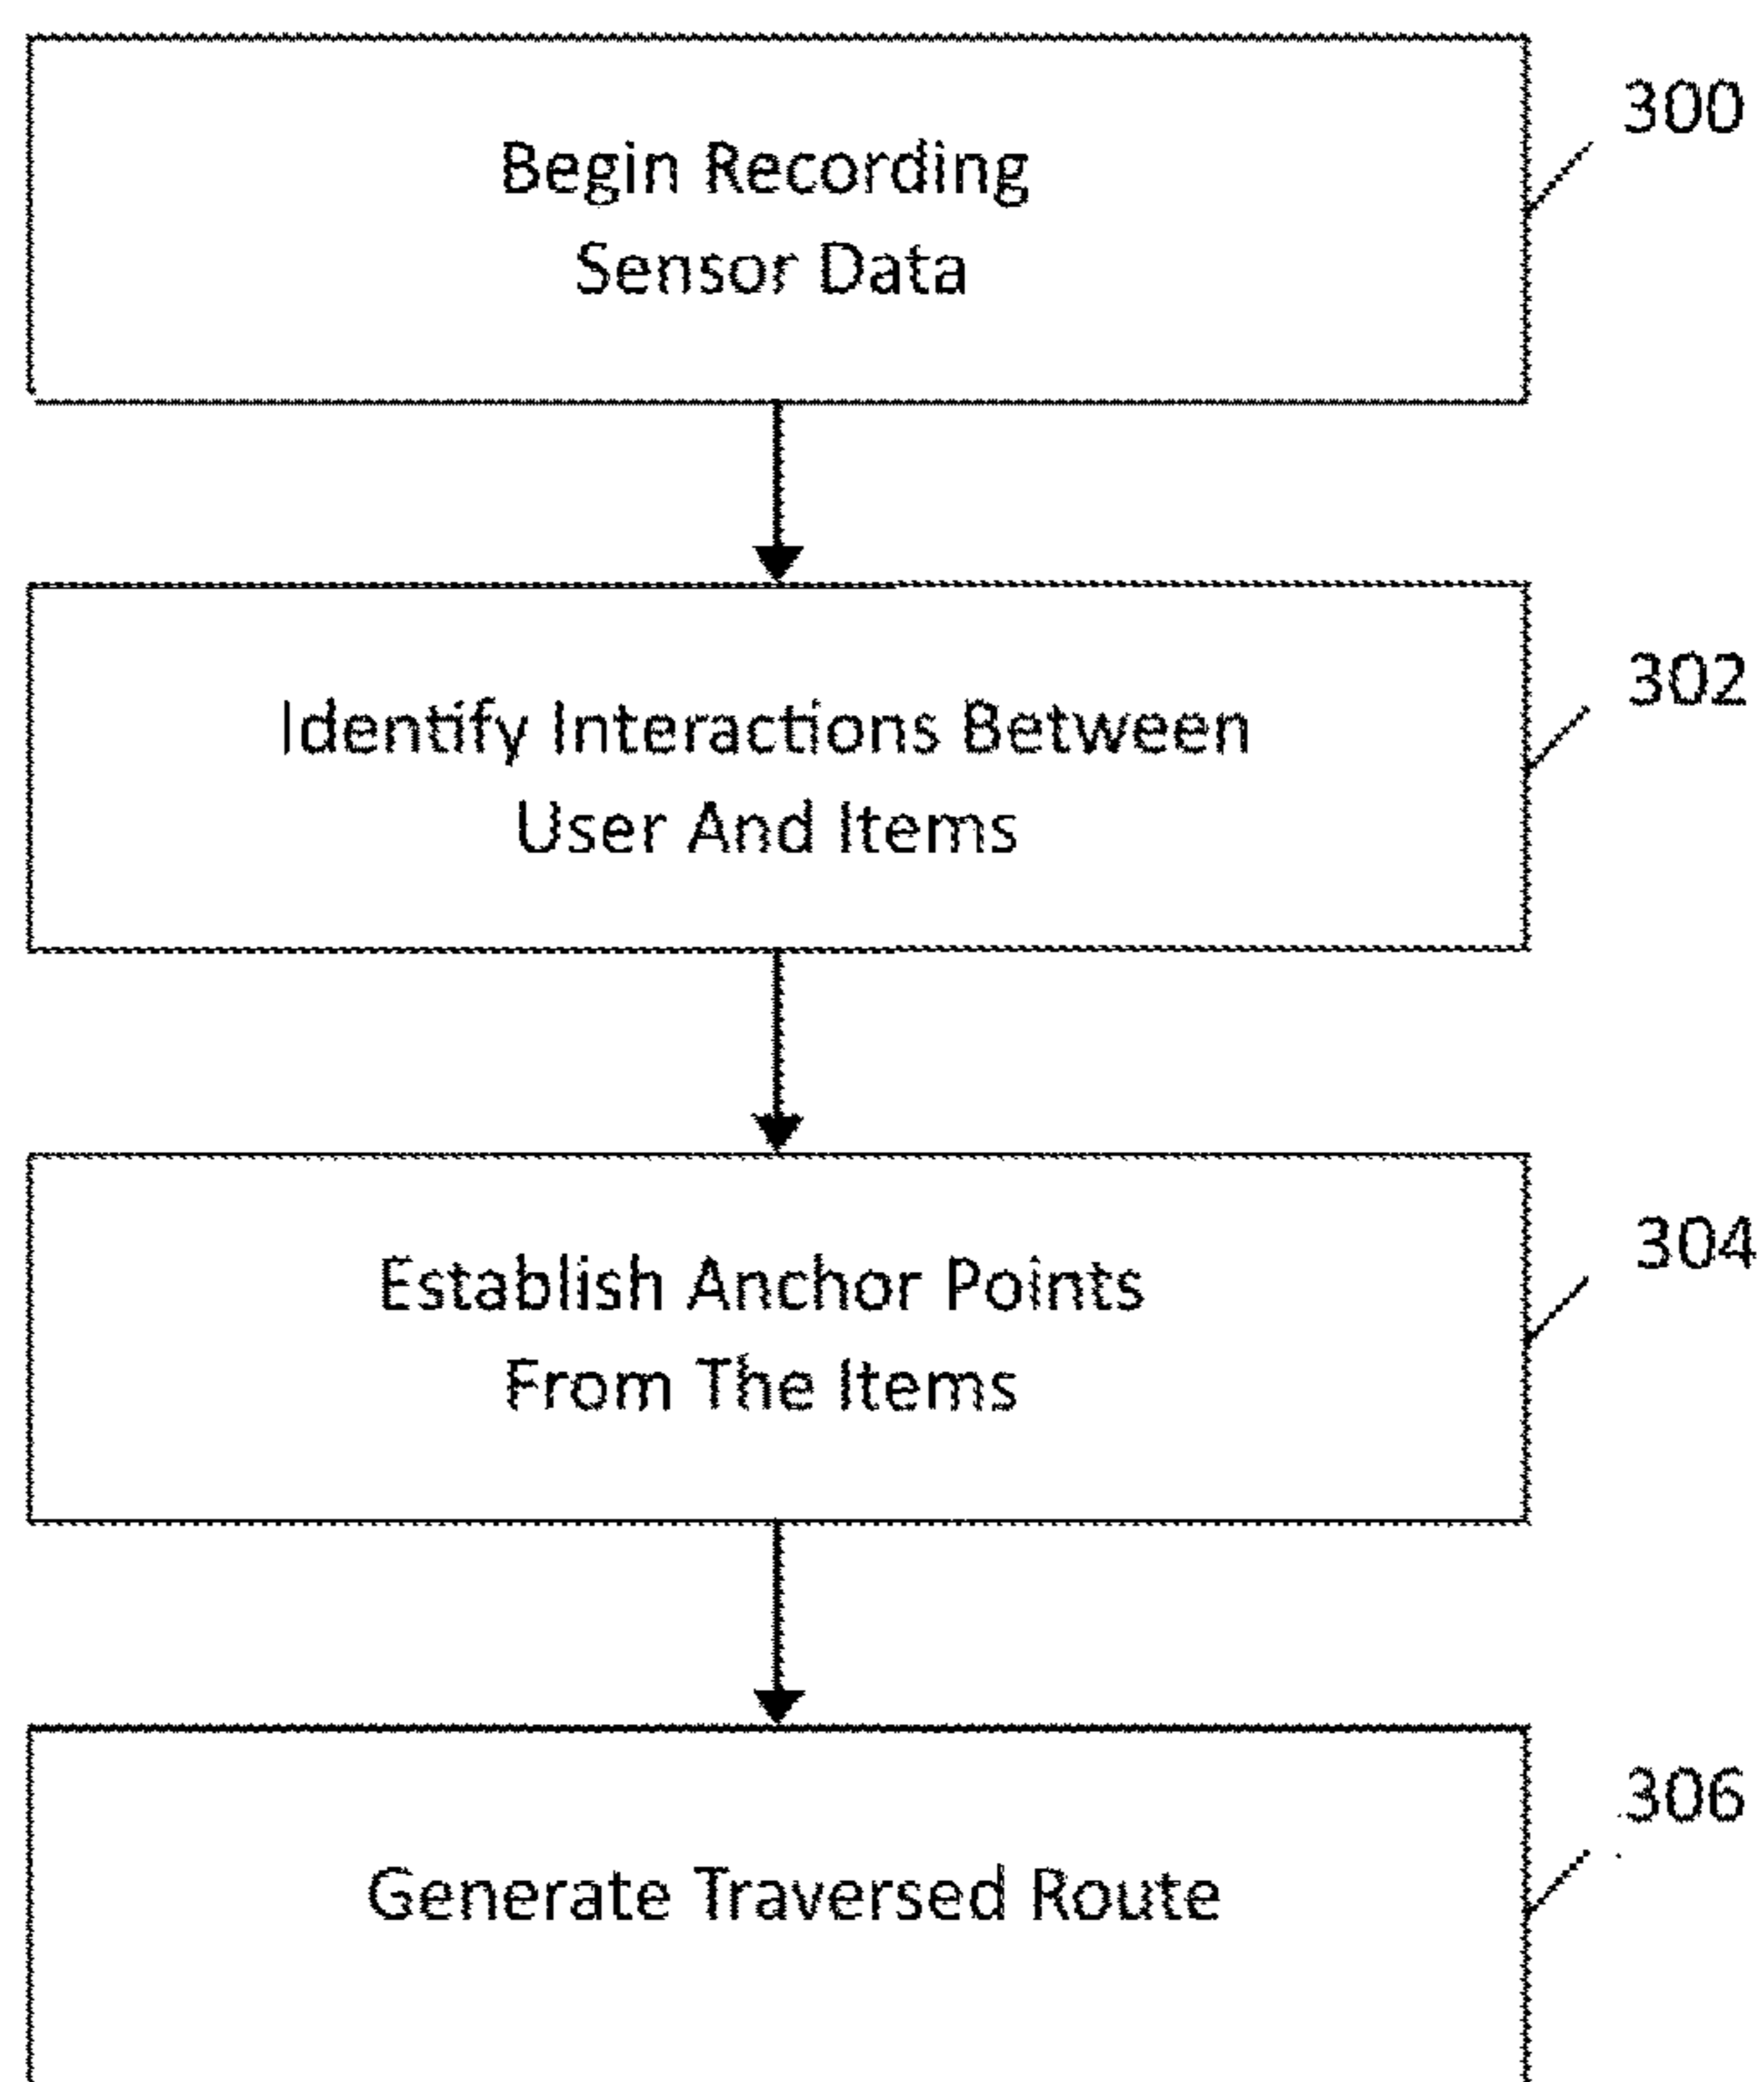 300
Begin Recording
Sensor Data
302
Identify Interactions Between
User And Items
304
Establish Anchor Points
From The Items
306
Generate Traversed Route